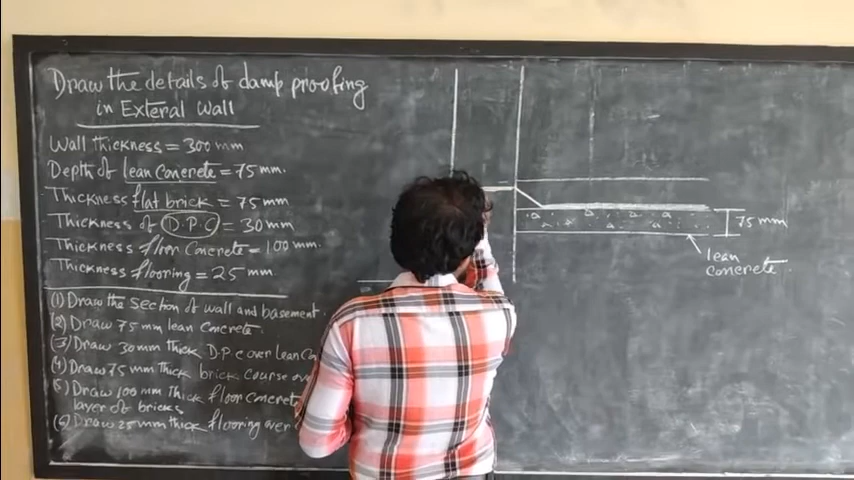 Draw the details of damp proofing
in External Wall
Wall thickness = 300 mm
Depth of lean Concrete = 75 mm.
Thickness flat brick = 75 mm.
Thickness of D.P.C = 30 mm
Thickness floor Concrete = 100 mm.
Thickness flooring = 25 mm
(1) Draw the section of wall and basement.
(2) Draw 75 mm lean Concrete.
(3) Draw 30 mm thick D.P.C over Lean
(4) Draw 75 mm thick brick course
(5) Draw 100 mm thick floor Concrete
layer of bricks
(6) Draw 25 mm thick flooring over
75 mm
lean
concrete